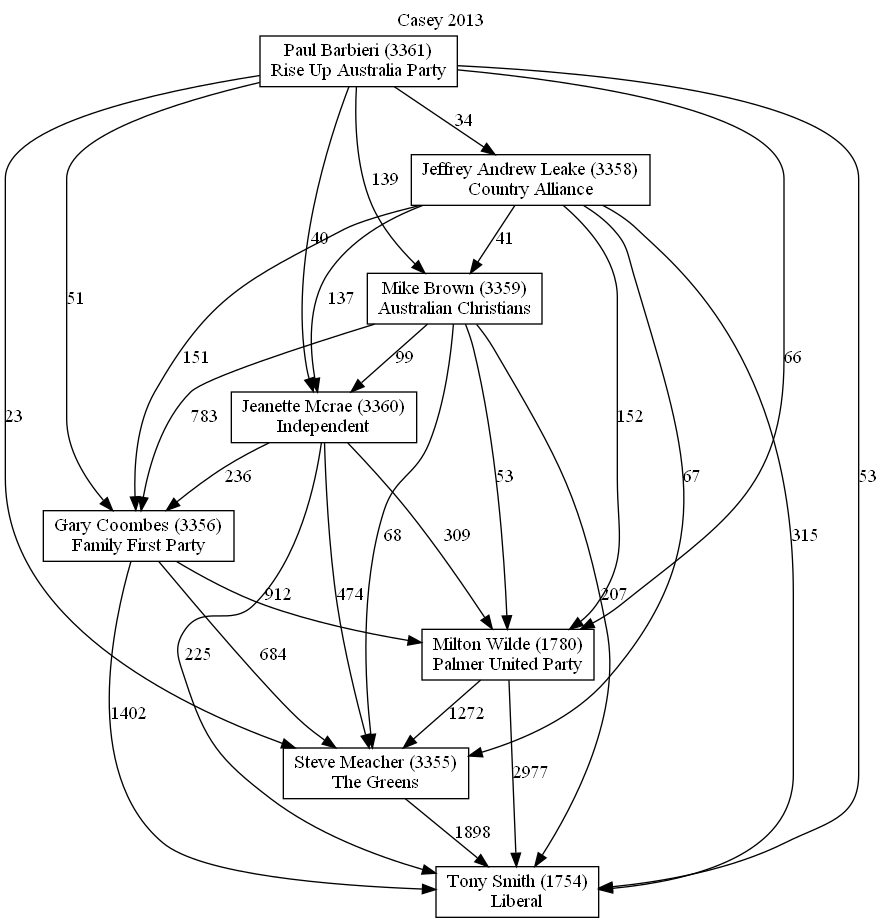 Casey 2013
Paul Barbieri (3361)
Rise Up Australia Party
34
Jeffrey Andrew Leake (3358)
Country Alliance
139
40
41
Mike Brown (3359)
Australian Christians
51
137
151
99
66
783
Jeanette Mcrae (3360)
Independent
23
152
53
236
67
53
Gary Coombes (3356)
Family First Party
68
309
315
912
474
207
Milton Wilde (1780)
Palmer United Party
225
684
1402
1272
Steve Meacher (3355)
The Greens
2977
1898
Tony Smith (1754)
Liberal